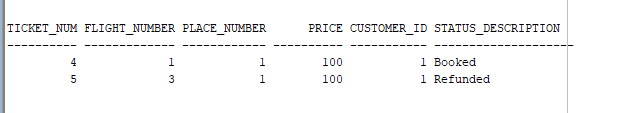 TICKET_NUM FLIGHT_NUMBER PLACE_NUMBER PRICE CUSTOMER_ID STATUS_DESCRIPTION
---------- ------------- ------------ ---------- ----------- --------------------
4 1 1 100 1 Booked
5 3 1 100 1 Refunded